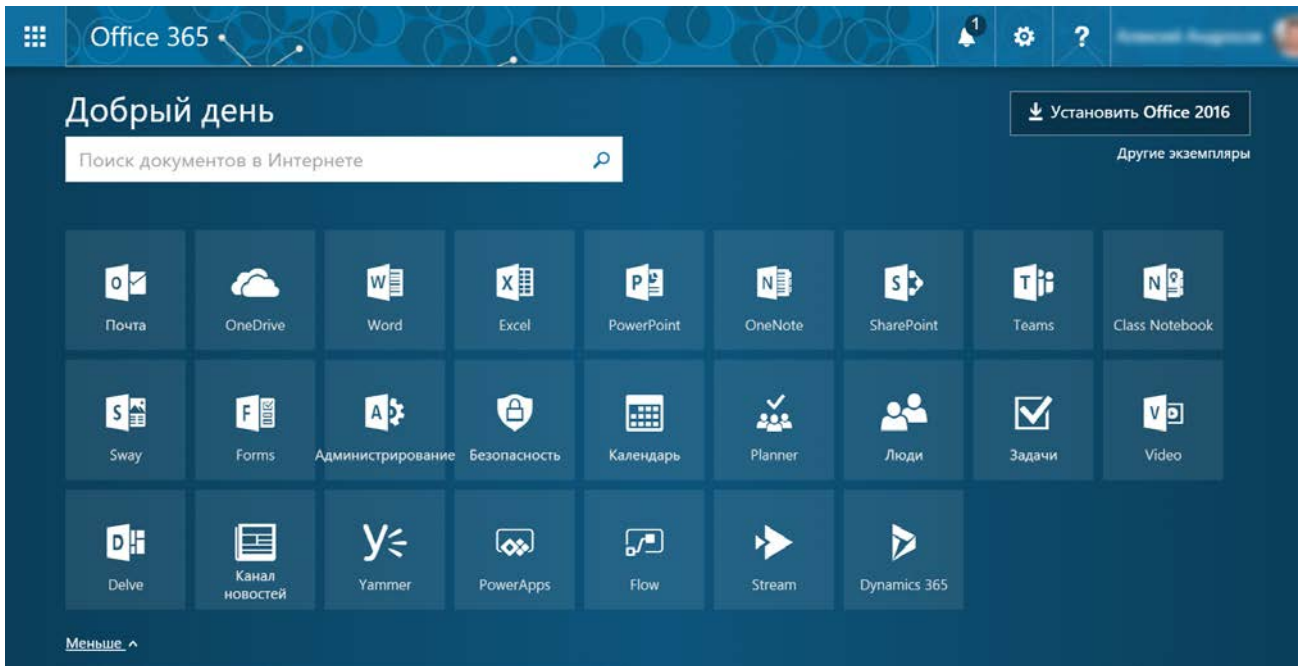 Office 365
1
?
Добрый день
Установить Office 2016
Поиск документов в Интернете
Другие экземпляры
Почта
OneDrive
Word
Excel
PowerPoint
OneNote
SharePoint
Teams
Class Notebook
Sway
Forms
Администрирование
Безопасность
Календарь
Planner
Люди
Задачи
Video
Delve
Канал
новостей
Yammer
PowerApps
Flow
Stream
Dynamics 365
Меньше